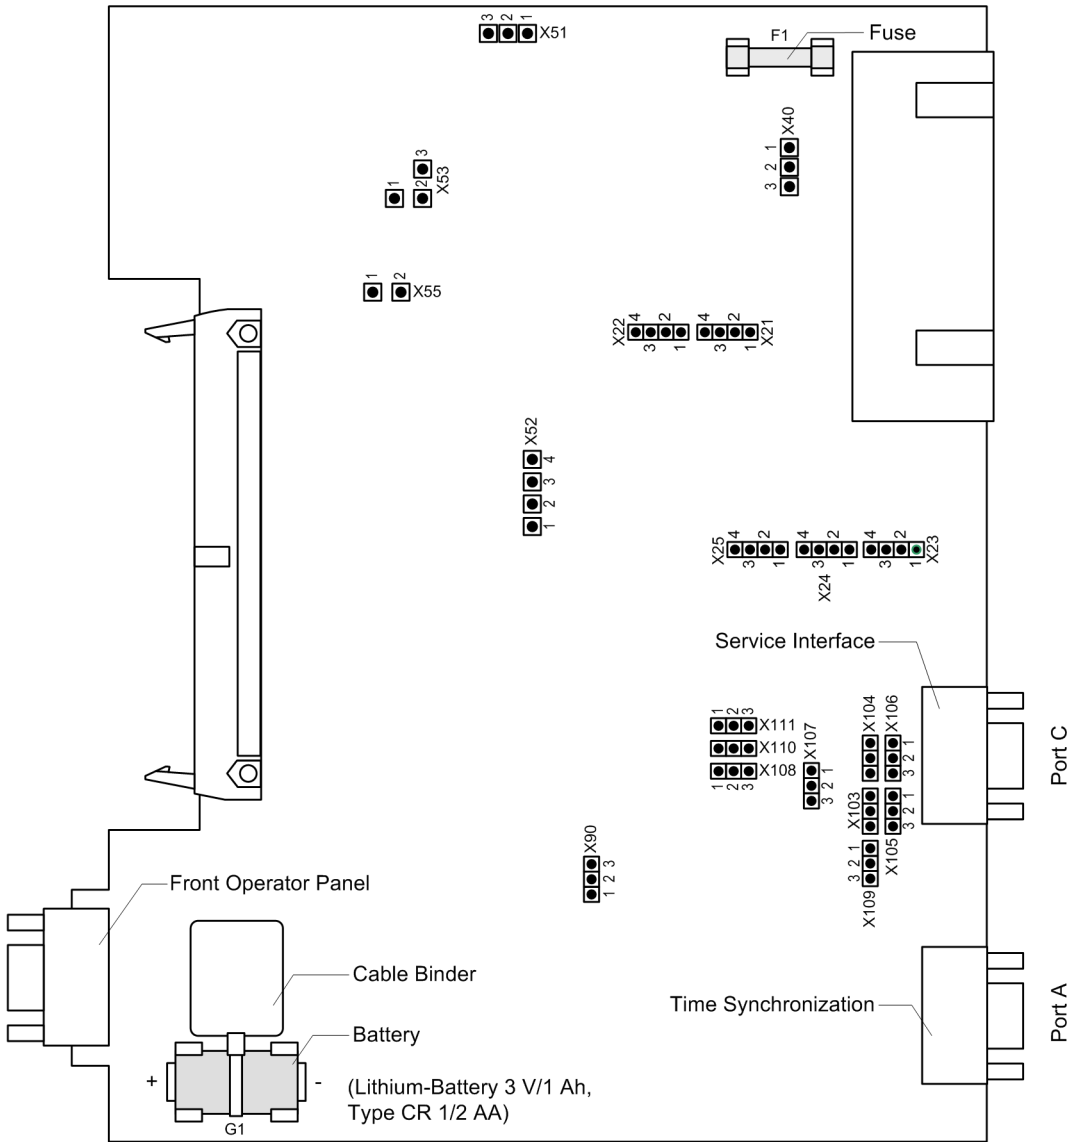 3 2 1
X51
F1
Fuse
X40
1 2 3
3
1 2
X53
1 2
X55
X22
4 2
3 1
4 2
3 1
X21
X52
4
3
2
1
X25
4 2
3 1
4 2
3 1
X24
4 2
3 1
X23
Service Interface
X104
X106
1 2 3
X111
X110
X108
1 2 3
X107
3 2 1
3 2 1
Port C
X103
3 2 1
X105
X90
1 2 3
3 2 1
X109
Front Operator Panel
Cable Binder
Time Synchronization
Port A
Battery
+
-
(Lithium-Battery 3 V/1 Ah,
Type CR 1/2 AA)
G1